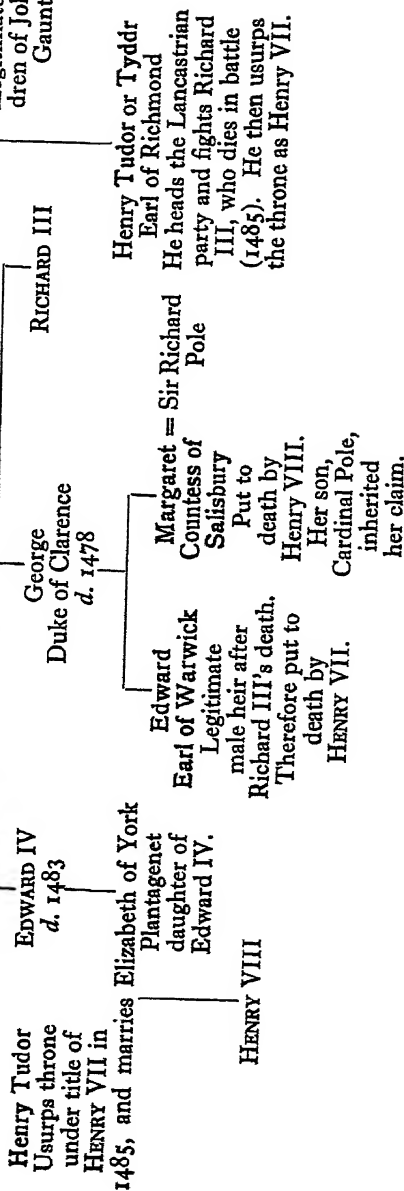 dren of Joh
Gaunt
EDWARD IV
d. 1483
George
Duke of Clarence
d. 1478
RICHARD III
Henry Tudor
Usurps throne
under title of
HENRY VII in
1485, and marries
Elizabeth of York
Plantagenet
daughter of
Edward IV.
HENRY VIII
Edward
Earl of Warwick
Legitimate
male heir after
Richard III's death.
Therefore put to
death by
HENRY VII.
Margaret = Sir Richard
Countess of Pole
Salisbury
Put to
death by
Henry VIII.
Her son,
Cardinal Pole,
inherited
her claim.
Henry Tudor or Tyddr
Earl of Richmond
He heads the Lancastrian
party and fights Richard
III, who dies in battle
(1485). He then usurps
the throne as Henry VII.